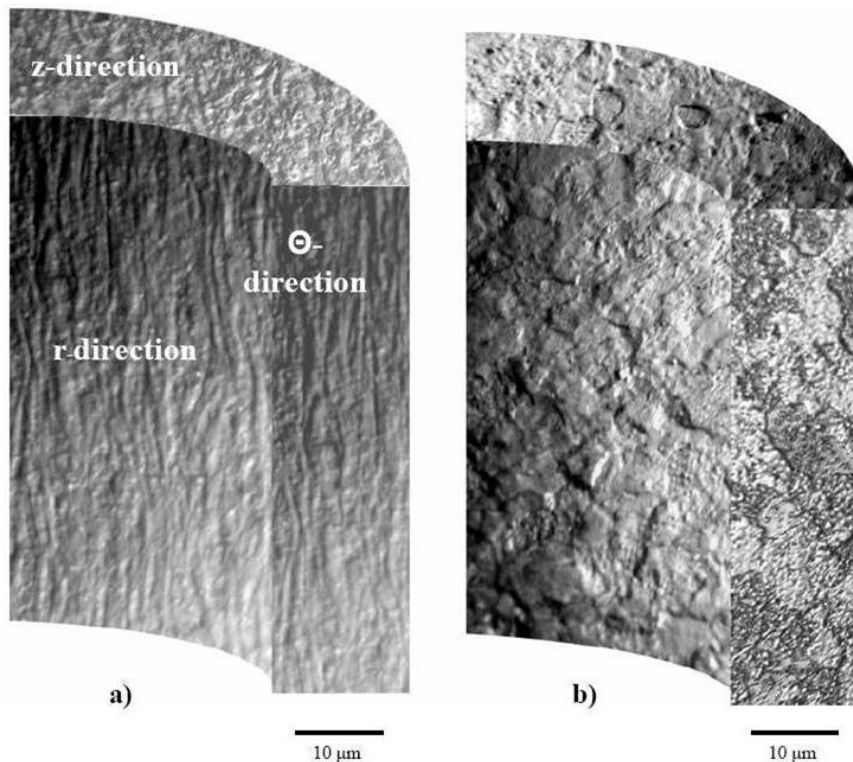 z-direction
Θ-
direction
r-direction
a)
b)
10 μm
10 μm